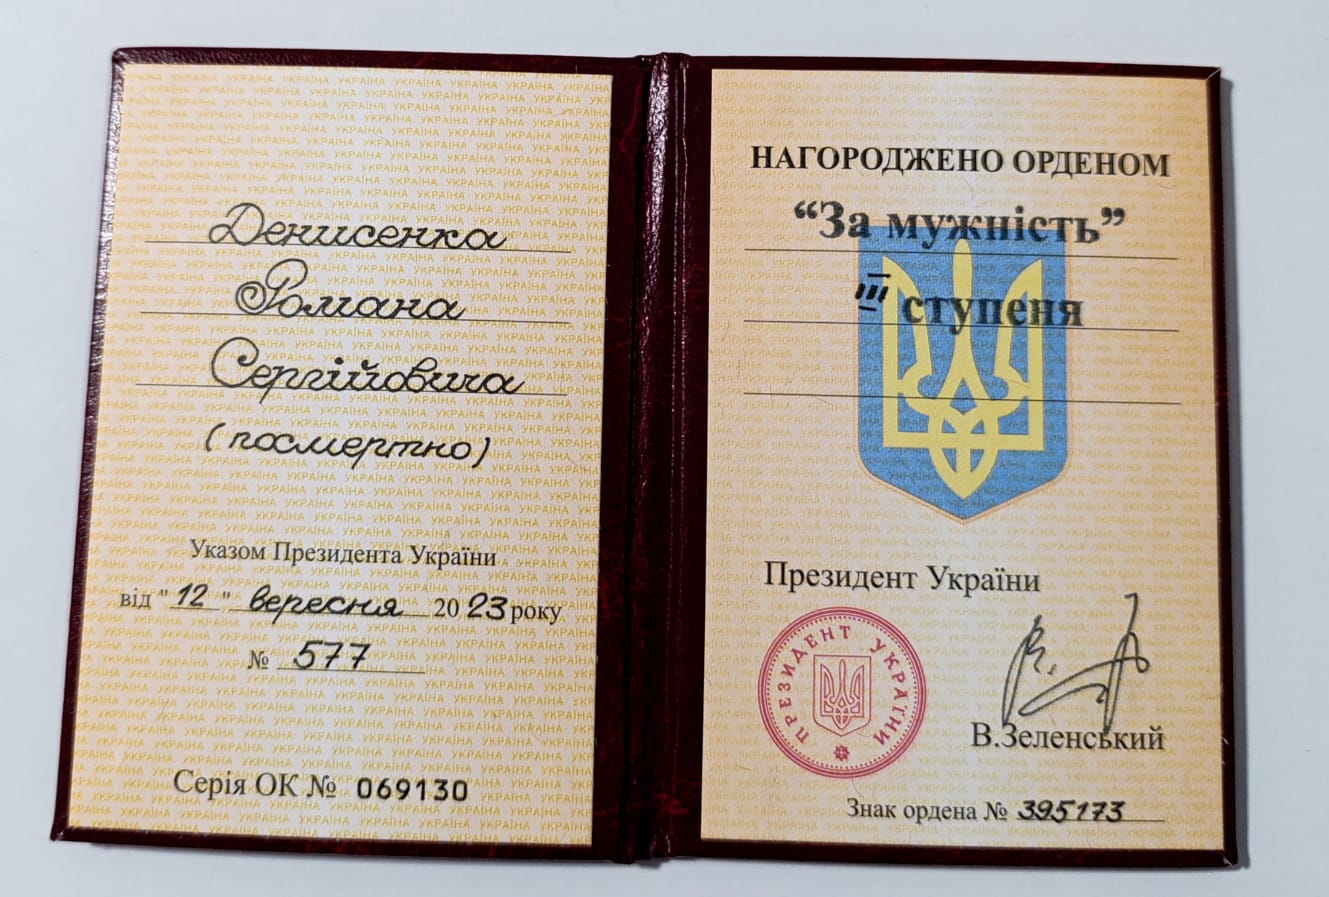 Денисенка
Романа
Сергійовича
(посмертно)
Указом Президента України
від "12" вересня 2023 року
№ 577
Серія ОК № 069130
НАГОРОДЖЕНО ОРДЕНОМ
“За мужність”
III ступеня
Президент України
ПРЕЗИДЕНТ УКРАЇНИ
В.Зеленський
Знак ордена № 395173